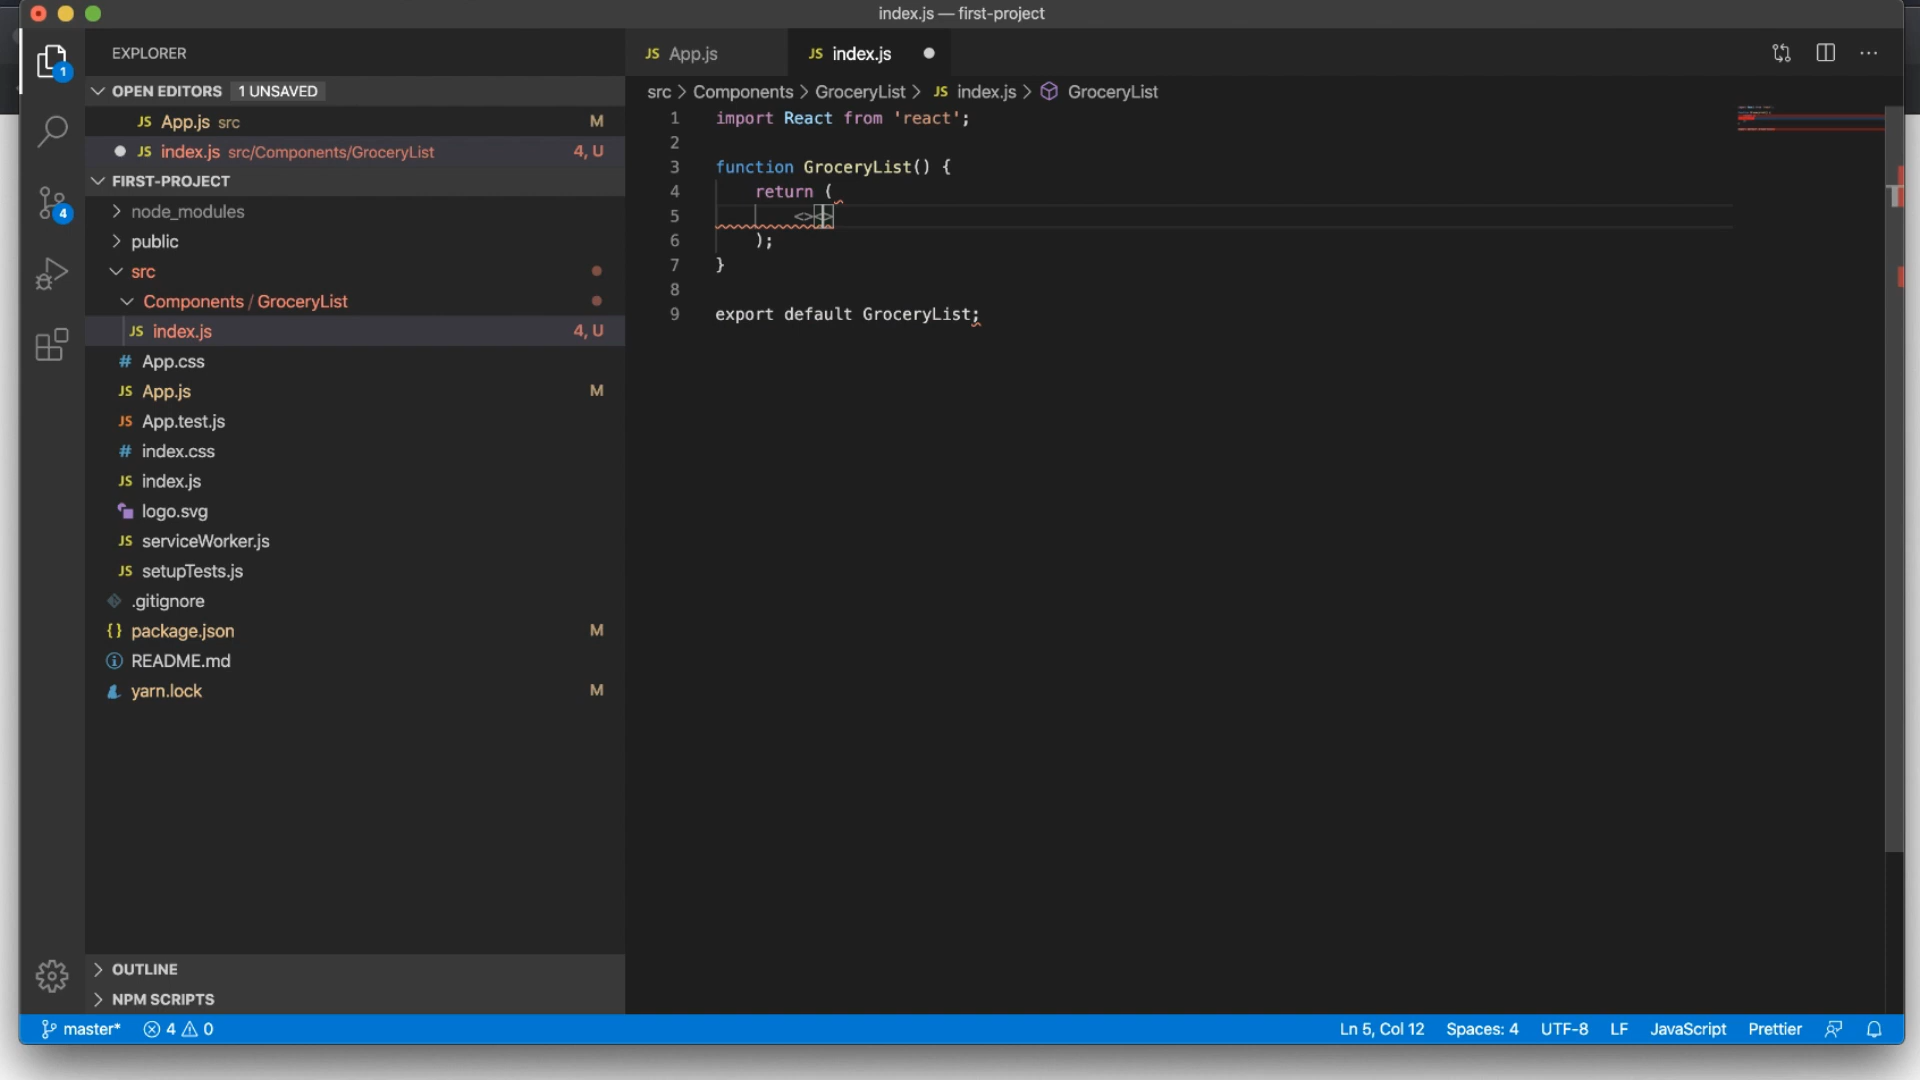 index.js — first-project
EXPLORER
OPEN EDITORS 1 UNSAVED
JS App.js src M
JS index.js src/Components/GroceryList 4, U
FIRST-PROJECT
node_modules
public
src
Components / GroceryList
JS index.js 4, U
# App.css
JS App.js M
JS App.test.js
# index.css
JS index.js
logo.svg
JS serviceWorker.js
JS setupTests.js
.gitignore
{} package.json M
README.md
yarn.lock M
OUTLINE
NPM SCRIPTS
1
4
JS App.js
JS index.js
src > Components > GroceryList > JS index.js > GroceryList
1 import React from 'react';
2
3 function GroceryList() {
4 return (
5 <><>
6 );
7 }
8
9 export default GroceryList;
master* 4 0
Ln 5, Col 12 Spaces: 4 UTF-8 LF JavaScript Prettier